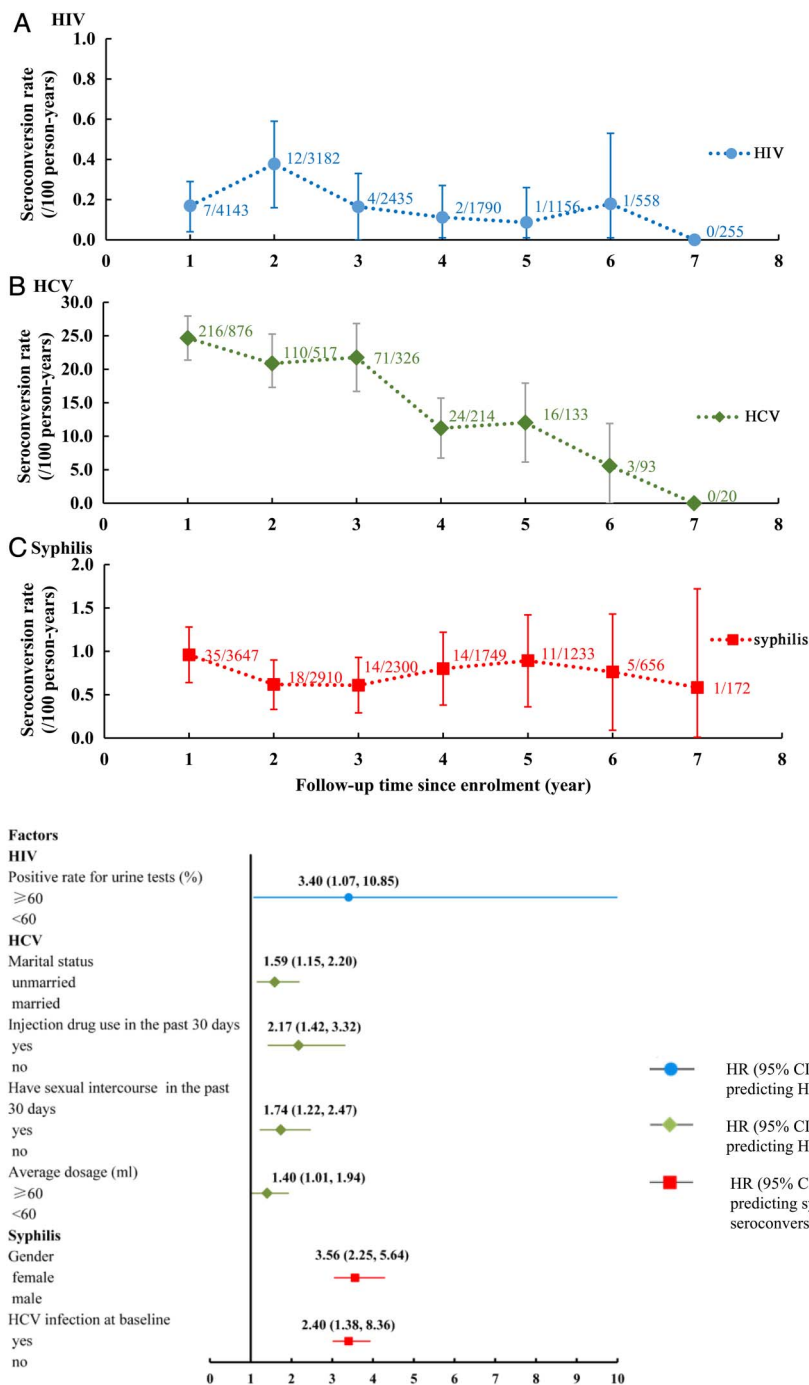 A HIV
Seroconversion rate
(/100 person-years)
1.0
0.8
0.6
0.4
0.2
0.0
7/4143
12/3182
4/2435
2/1790
1/1156
1/558
0/255
HIV
0 1 2 3 4 5 6 7 8
B HCV
Seroconversion rate
(/100 person-years)
30.0
25.0
20.0
15.0
10.0
5.0
0.0
216/876
110/517
71/326
24/214
16/133
3/93
0/20
HCV
0 1 2 3 4 5 6 7 8
C Syphilis
Seroconversion rate
(/100 person-years)
2.0
1.5
1.0
0.5
0.0
35/3647
18/2910
14/2300
14/1749
11/1233
5/656
1/172
syphilis
0 1 2 3 4 5 6 7 8
Follow-up time since enrolment (year)
Factors
HIV
Positive rate for urine tests (%)
3.40 (1.07, 10.85)
≥60
<60
HCV
Marital status
1.59 (1.15, 2.20)
unmarried
married
Injection drug use in the past 30 days
2.17 (1.42, 3.32)
yes
no
Have sexual intercourse in the past
30 days
1.74 (1.22, 2.47)
yes
no
Average dosage (ml)
1.40 (1.01, 1.94)
≥60
<60
Syphilis
Gender
3.56 (2.25, 5.64)
female
male
HCV infection at baseline
2.40 (1.38, 8.36)
yes
no
0 1 2 3 4 5 6 7 8 9 10
HR (95% CI
predicting H
HR (95% CI
predicting H
HR (95% C
predicting sy
seroconvers